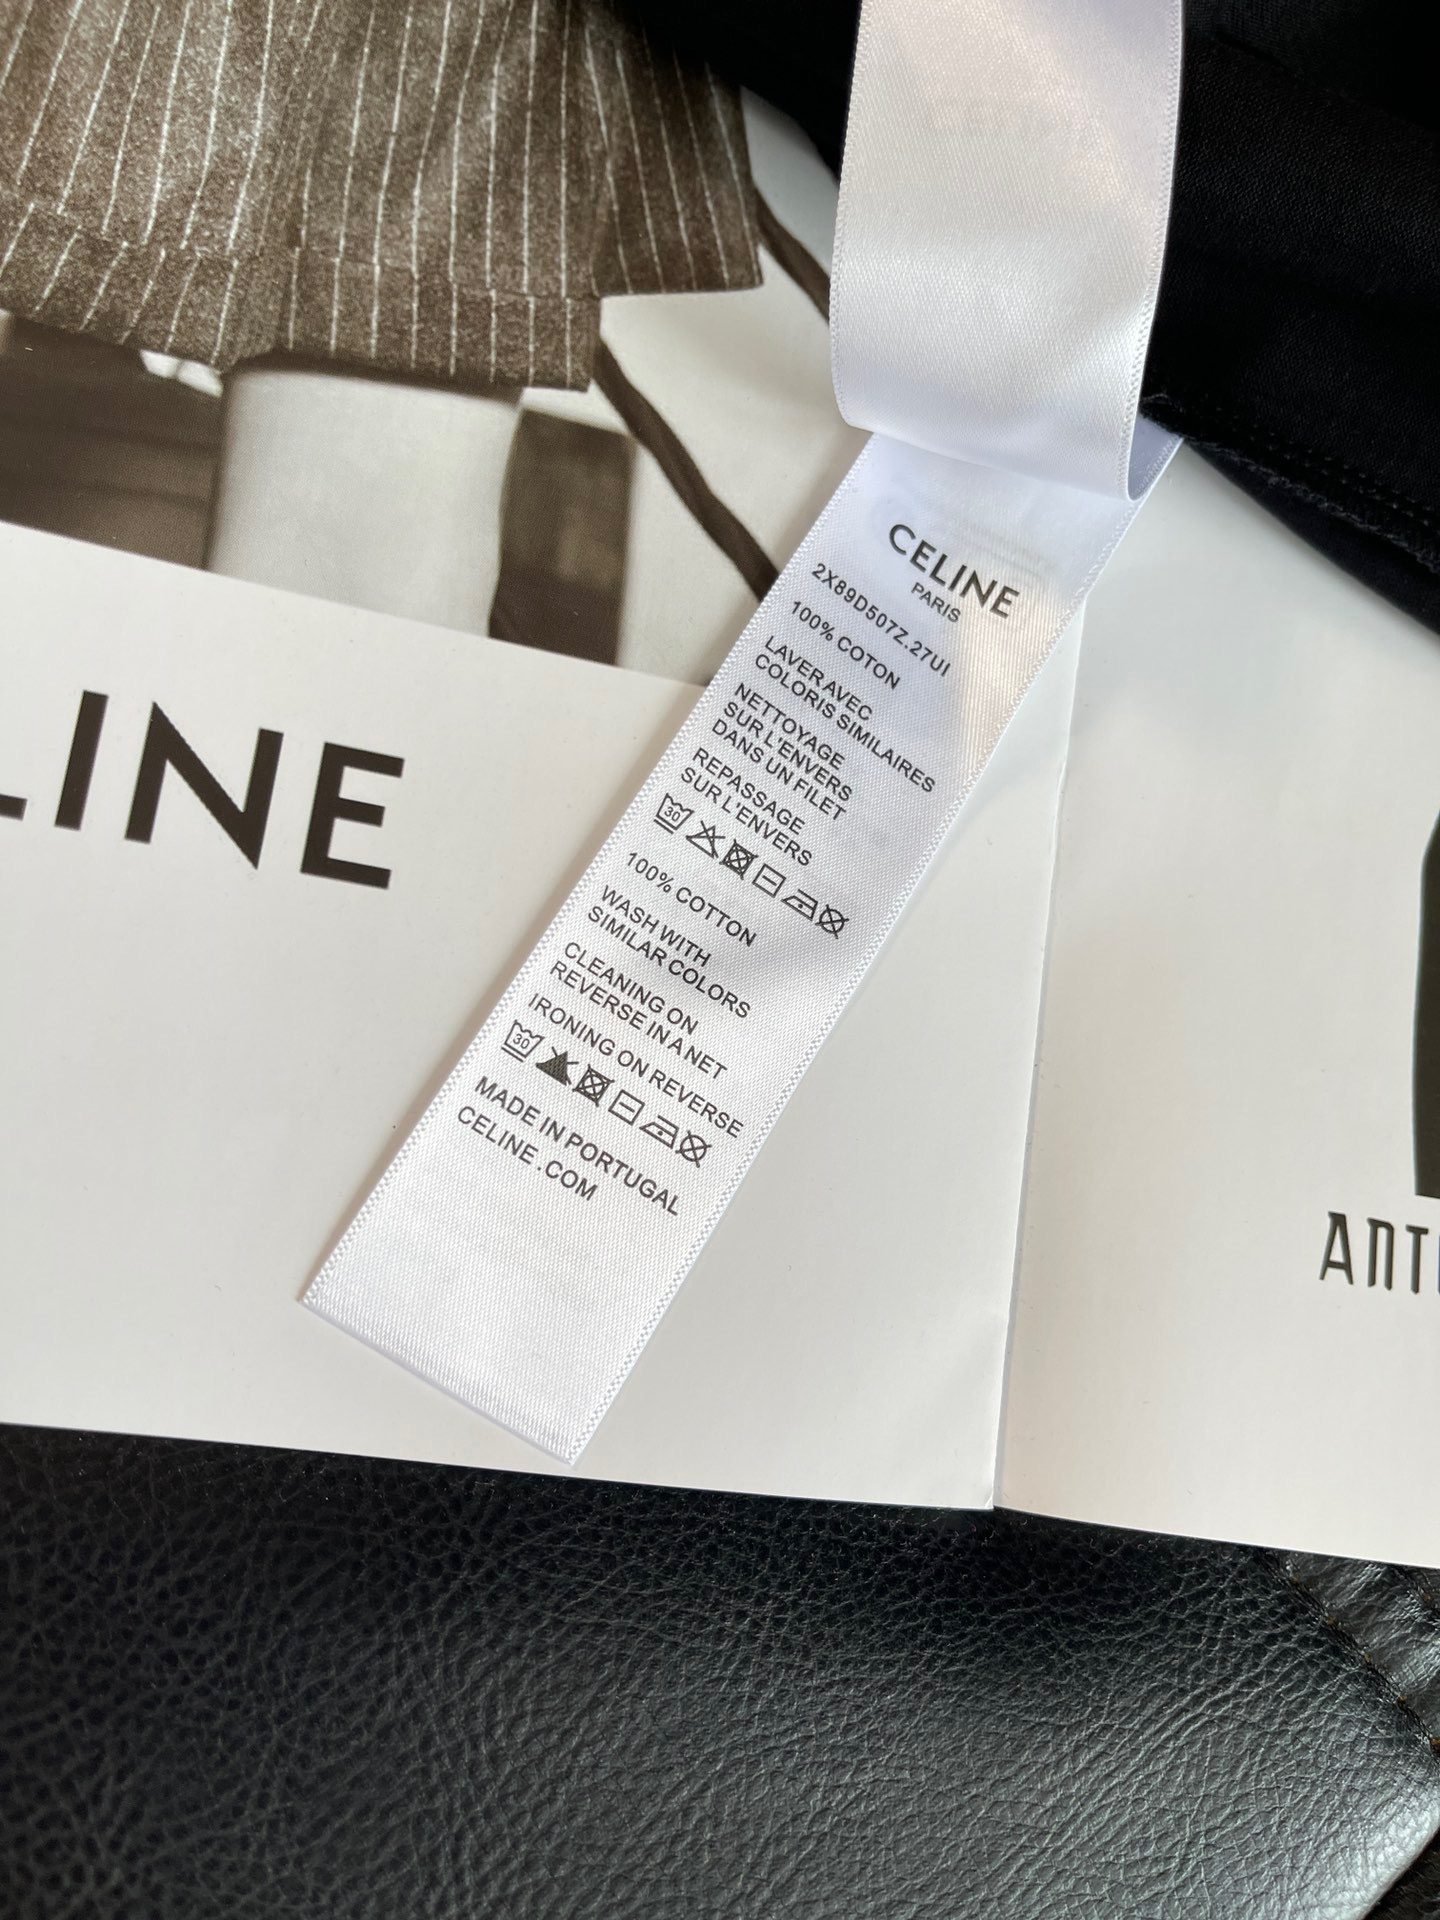 CELINE
PARIS
2X89D507Z.27UI
100% COTON
LAVER AVEC
COLORIS SIMILAIRES
NETTOYAGE
SUR L'ENVERS
DANS UN FILET
REPASSAGE
SUR L'ENVERS
30
100% COTTON
WASH WITH
SIMILAR COLORS
CLEANING ON
REVERSE IN A NET
IRONING ON REVERSE
30
MADE IN PORTUGAL
CELINE.COM
LINE
ANT